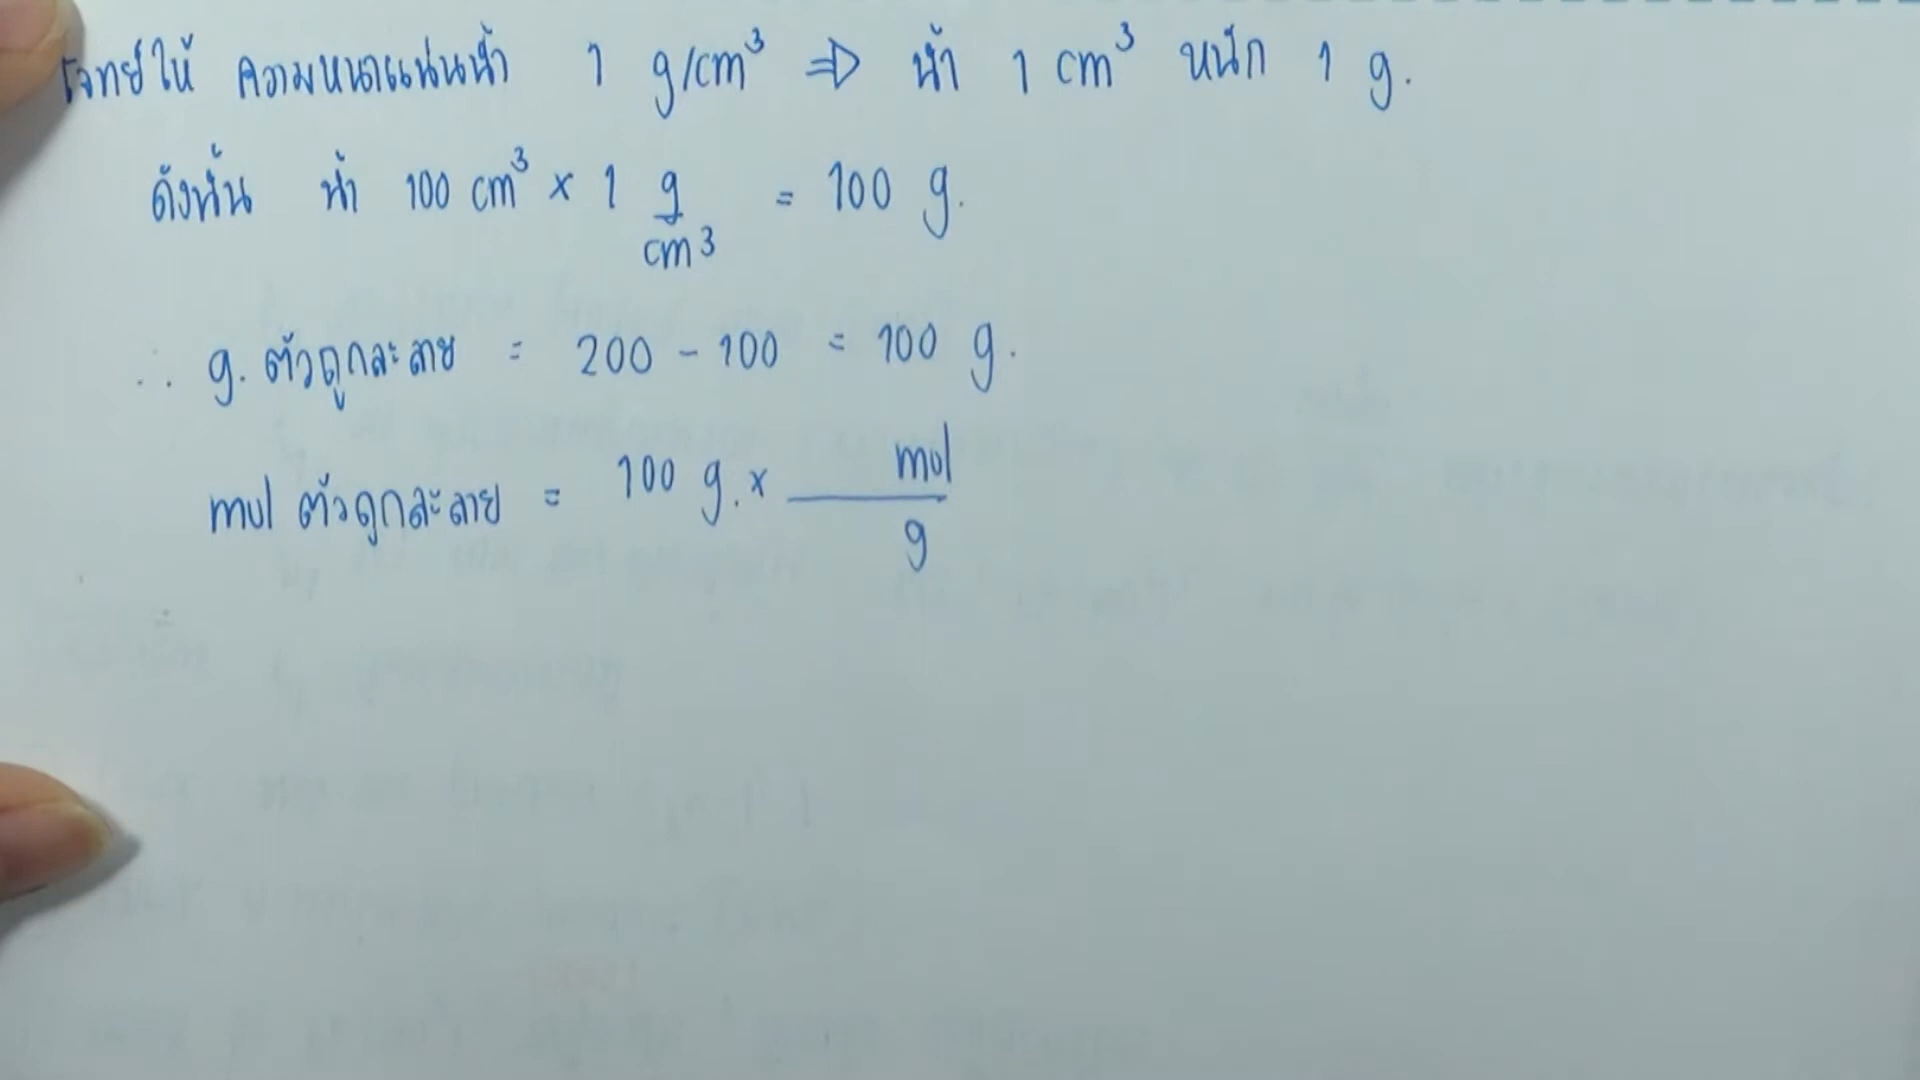 โจทย์ให้ ความหนาแน่นน้ำ 1 g/cm³ ⇒ น้ำ 1 cm³ หนัก 1 g.
ดังนั้น น้ำ 100 cm³ × 1 g/cm³ = 100 g.
∴ g. ตัวถูกละลาย = 200 - 100 = 100 g.
mol ตัวถูกละลาย = 100 g. × mol/g